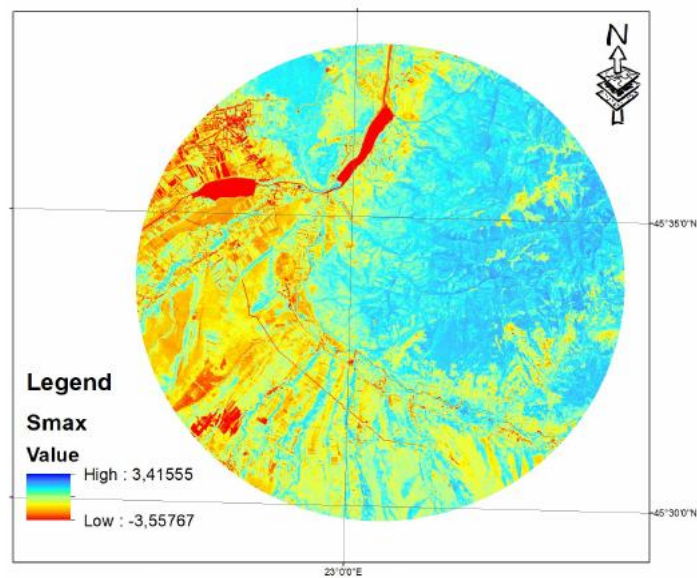 N
45°35'0"N
Legend
Smax
Value
High : 3,41555
Low : -3,55767
45°30'0"N
23°0'0"E